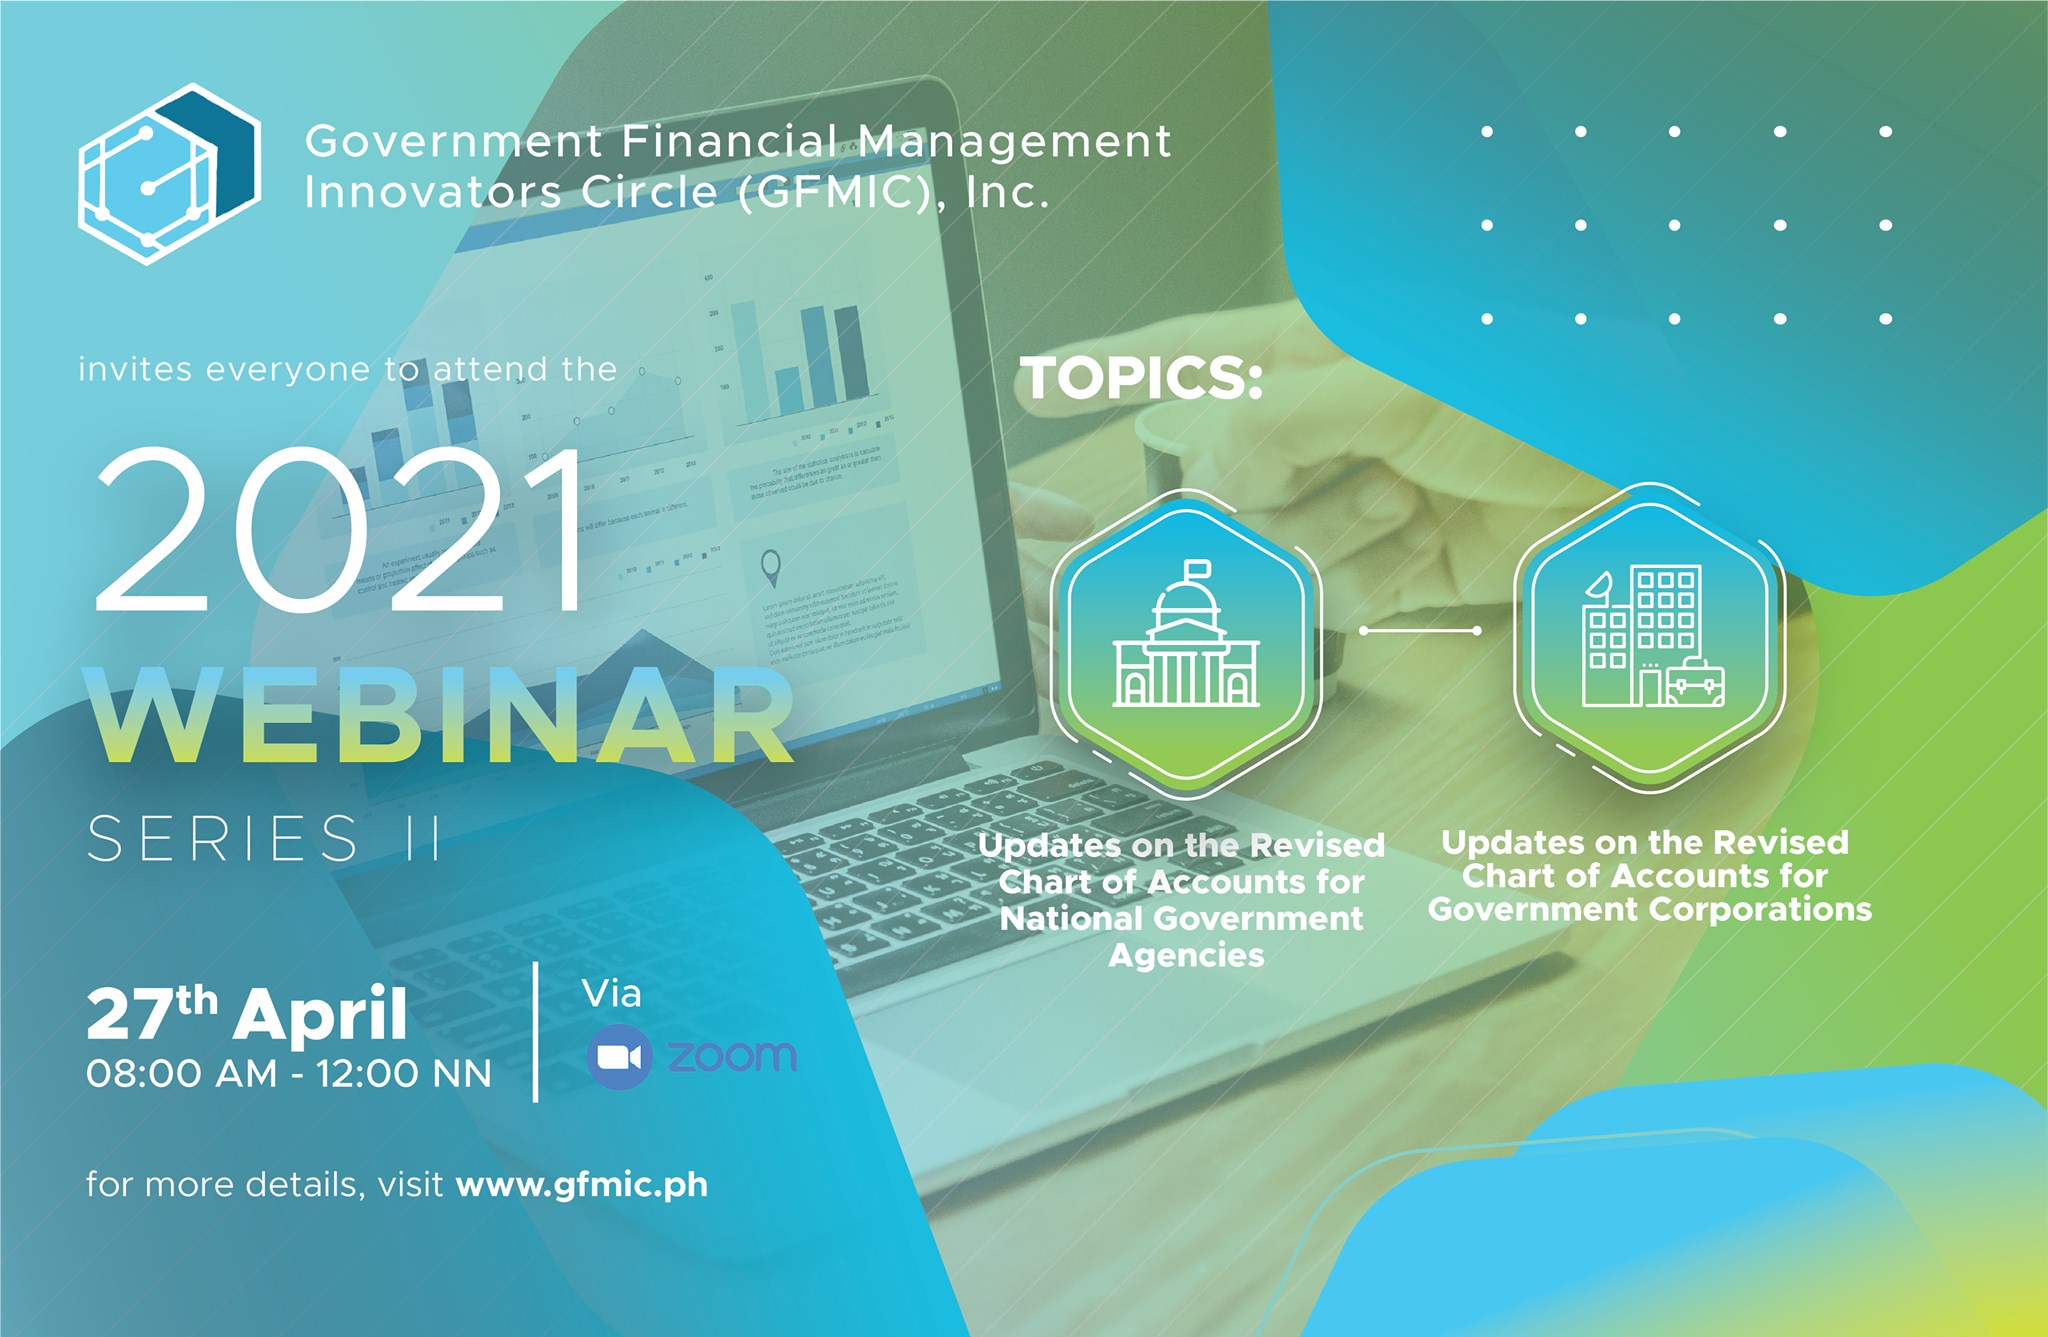 Government Financial Management
Innovators Circle (GFMIC), Inc.
invites everyone to attend the
2021
WEBINAR
SERIES II
27th April
08:00 AM - 12:00 NN
Via
zoom
for more details, visit www.gfmic.ph
TOPICS:
Updates on the Revised
Chart of Accounts for
National Government
Agencies
Updates on the Revised
Chart of Accounts for
Government Corporations